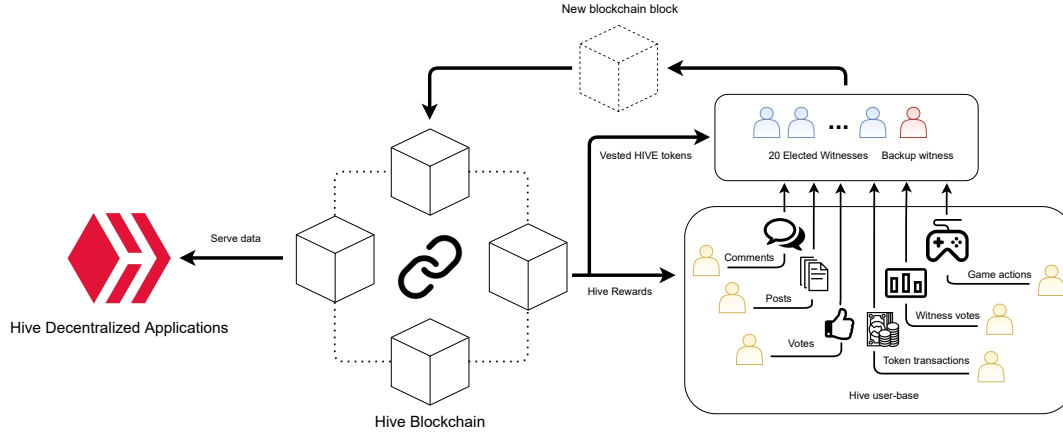 New blockchain block
20 Elected Witnesses
Backup witness
Vested HIVE tokens
Serve data
Hive Rewards
Comments
Game actions
Posts
Witness votes
Votes
Token transactions
Hive user-base
Hive Decentralized Applications
Hive Blockchain